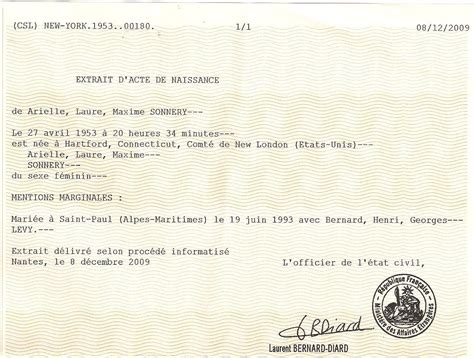 (CSL) NEW-YORK.1953..00180. 1/1 08/12/2009
EXTRAIT D'ACTE DE NAISSANCE
de Arielle, Laure, Maxime SONNERY---
Le 27 avril 1953 à 20 heures 34 minutes---
est née à Hartford, Connecticut, Comté de New London (Etats-Unis)---
Arielle, Laure, Maxime---
SONNERY---
du sexe féminin---
MENTIONS MARGINALES :
Mariée à Saint-Paul (Alpes-Maritimes) le 19 juin 1993 avec Bernard, Henri, Georges---
LEVY.---
Extrait délivré selon procédé informatisé
Nantes, le 8 décembre 2009
L'officier de l'état civil,
République Française
Ministère des Affaires Étrangères
LBDiard
Laurent BERNARD-DIARD